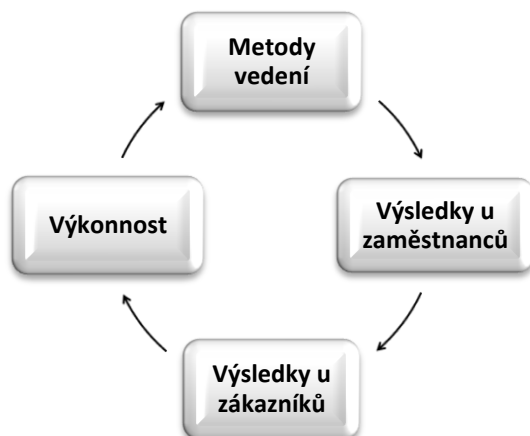 Metody
vedení
Výsledky u
zaměstnanců
Výsledky u
zákazníků
Výkonnost